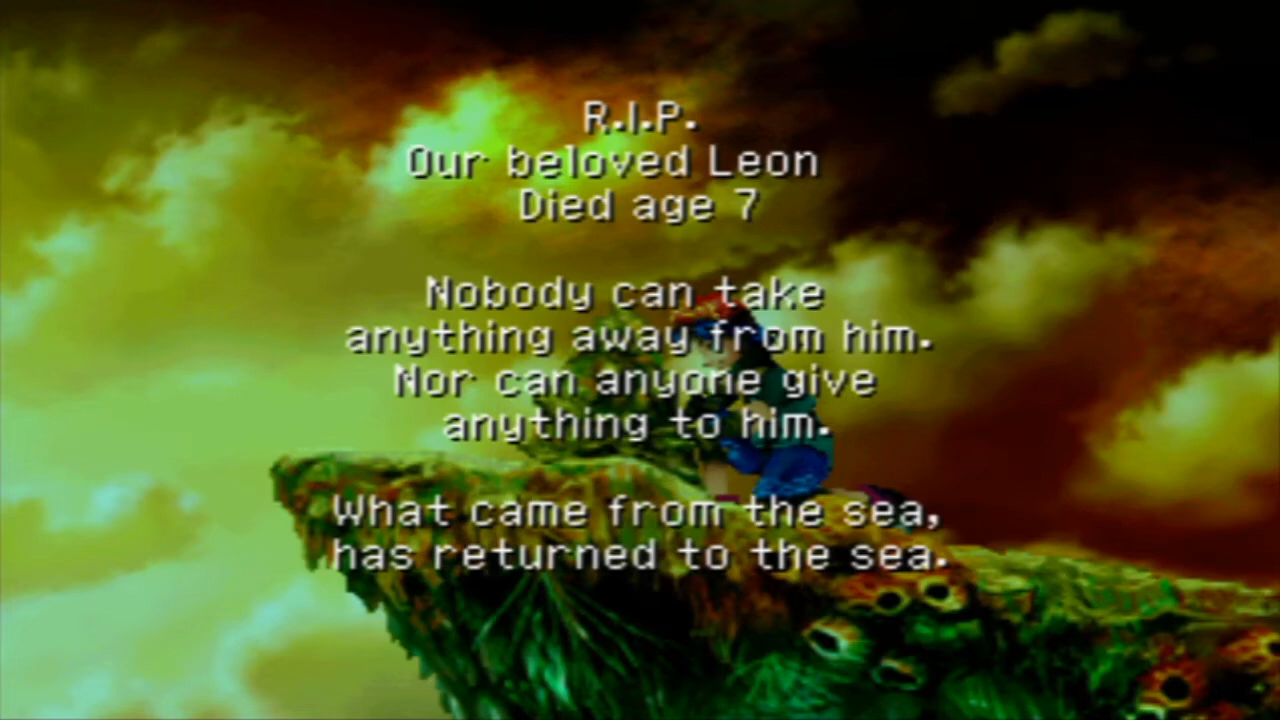 R.I.P.
Our beloved Leon
Died age 7
Nobody can take
anything away from him.
Nor can anyone give
anything to him.
What came from the sea,
has returned to the sea.